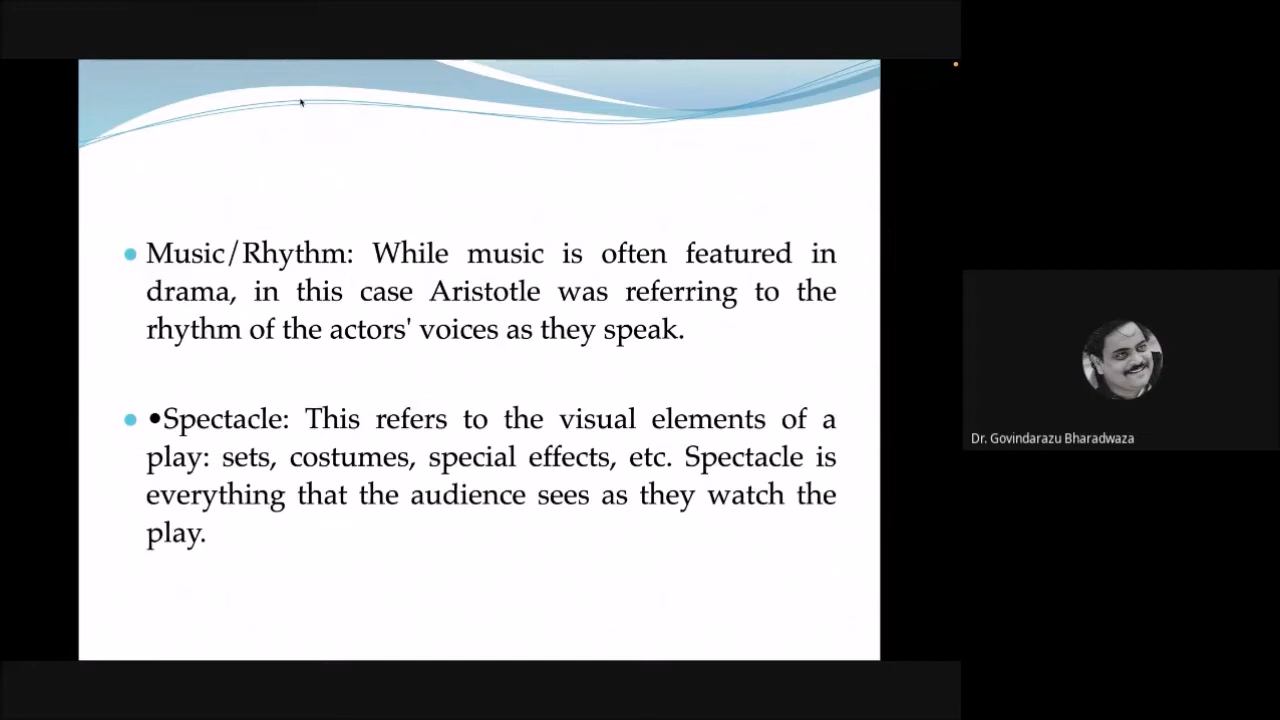 Music/Rhythm: While music is often featured in
drama, in this case Aristotle was referring to the
rhythm of the actors' voices as they speak.
•Spectacle: This refers to the visual elements of a
play: sets, costumes, special effects, etc. Spectacle is
everything that the audience sees as they watch the
play.
Dr. Govindarazu Bharadwaza